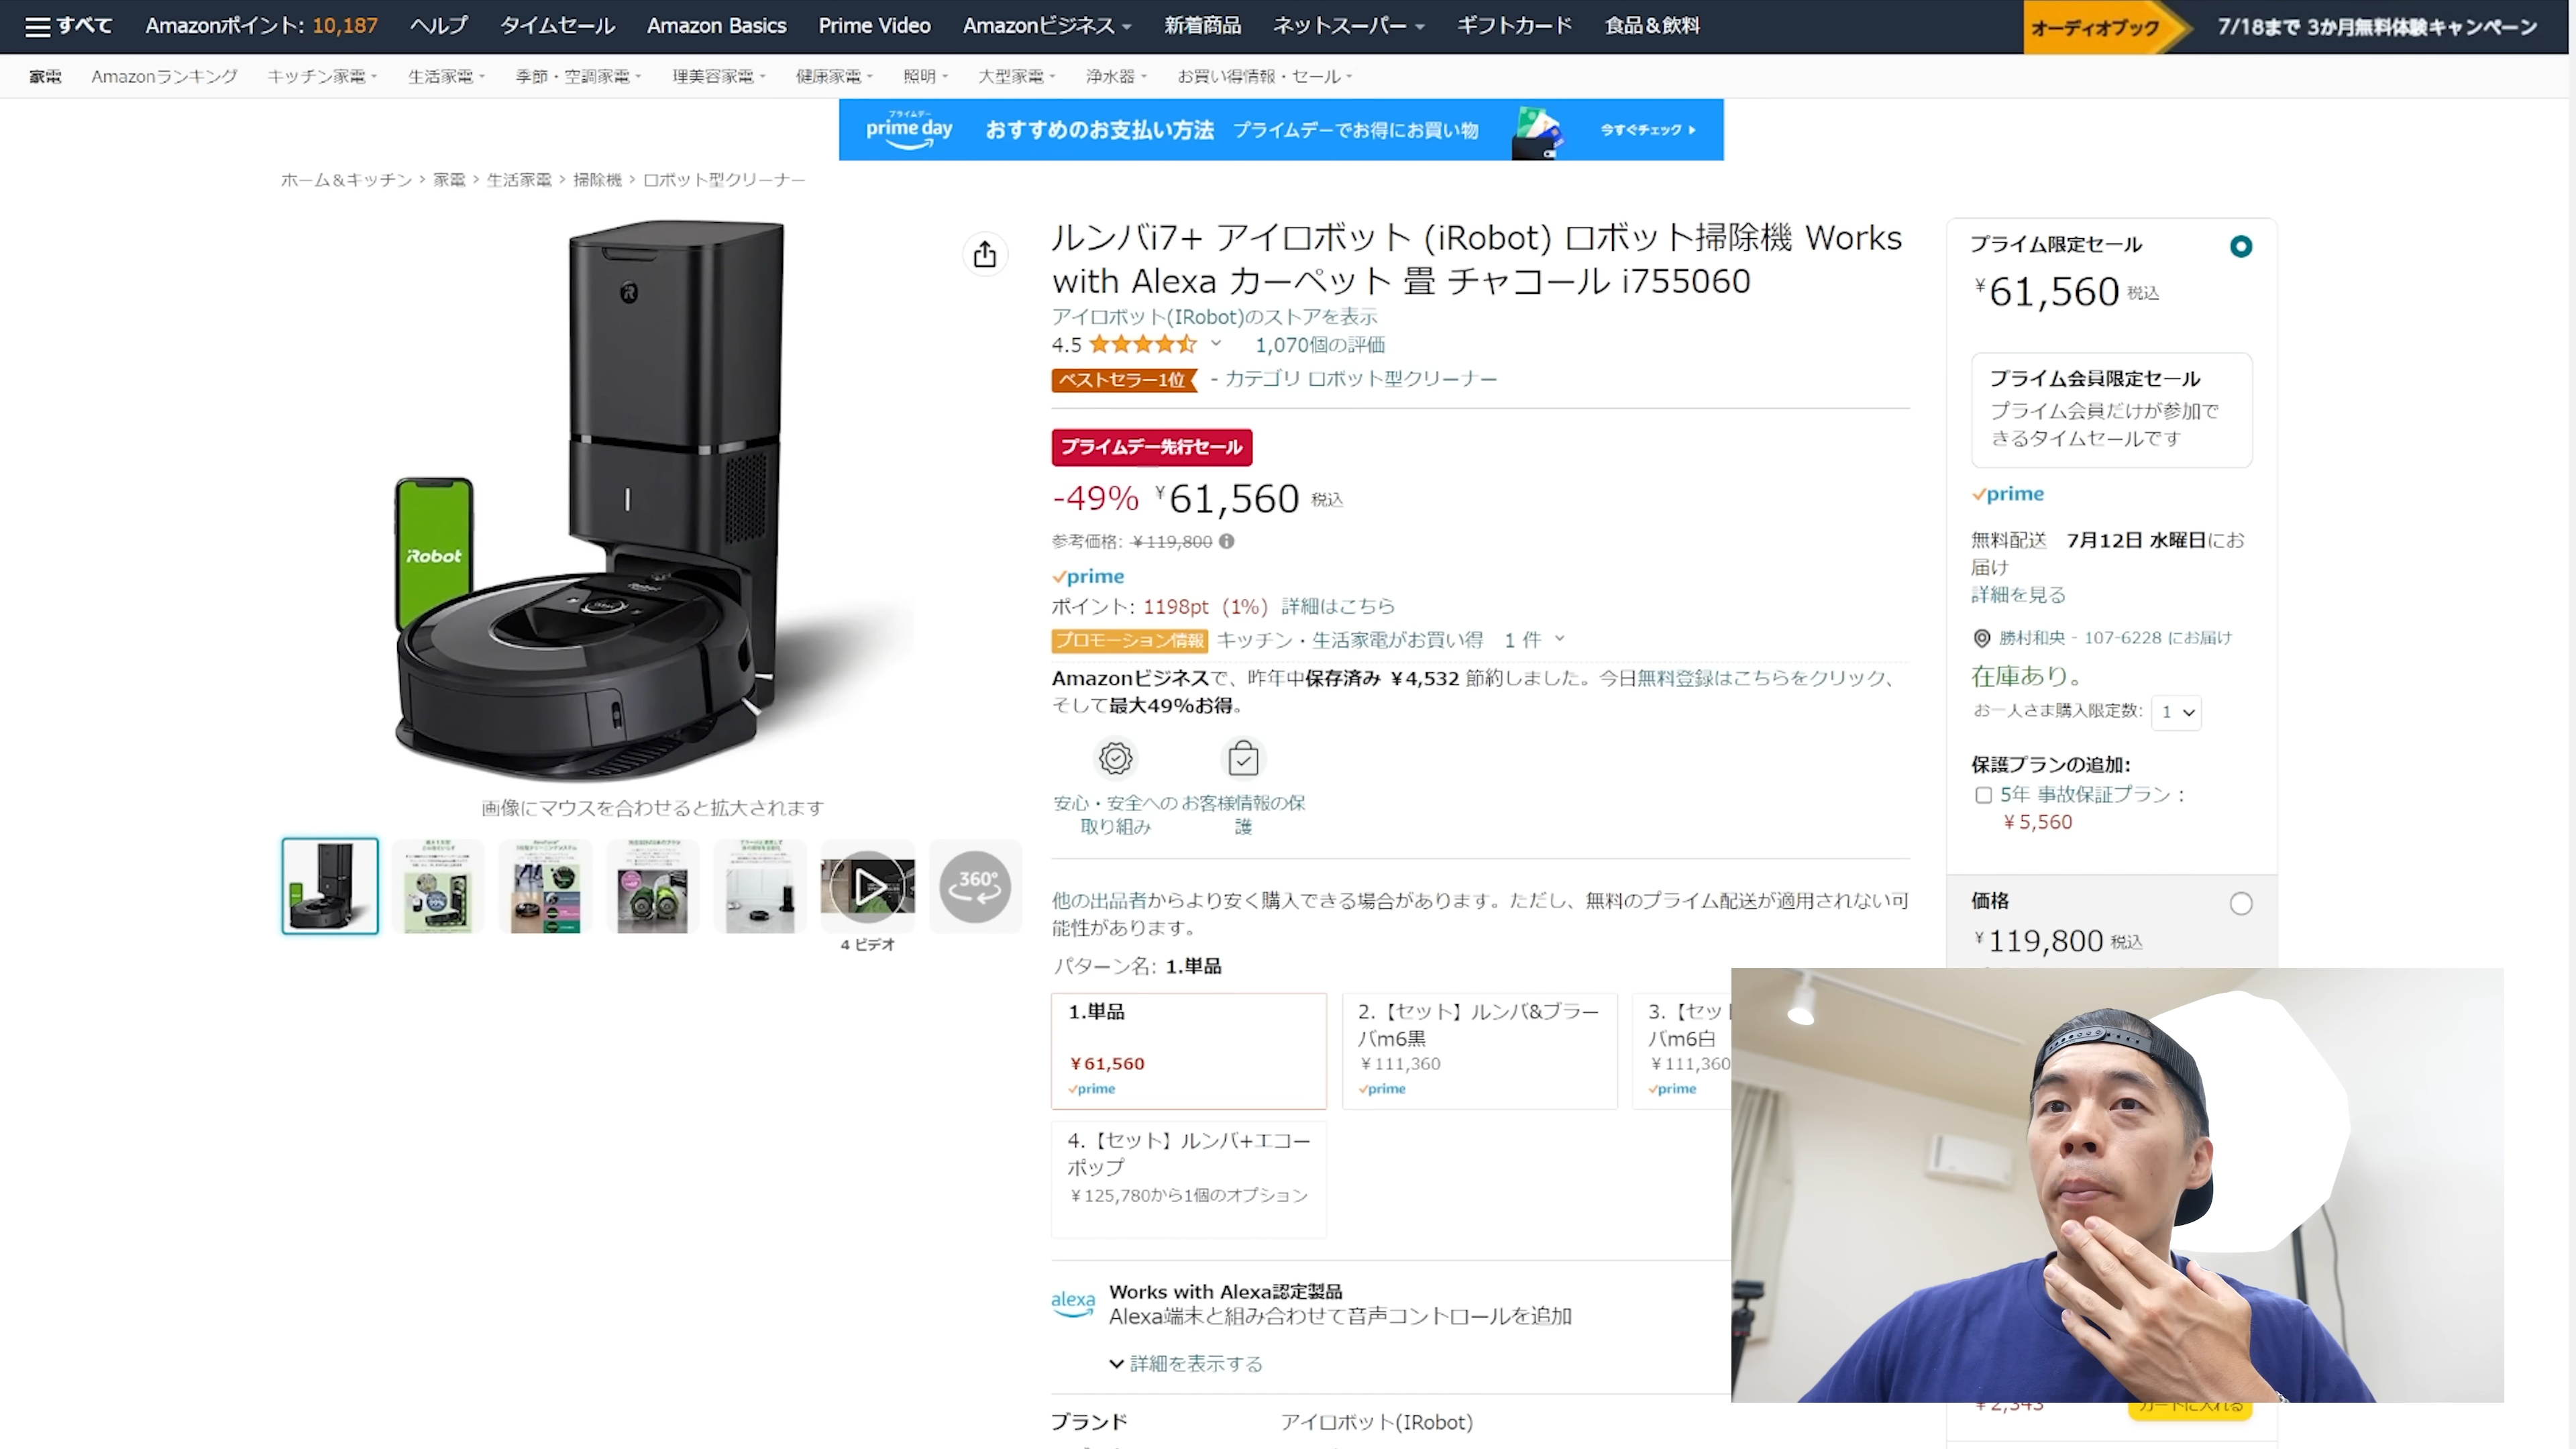 すべて Amazonポイント: 10,187 ヘルプ タイムセール Amazon Basics Prime Video Amazonビジネス 新着商品 ネットスーパー ギフトカード 食品&飲料 オーディオブック 7/18まで 3か月無料体験キャンペーン
家電 Amazonランキング キッチン家電 生活家電 季節・空調家電 理美容家電 健康家電 照明 大型家電 浄水器 お買い得情報・セール
プライムデー
prime day おすすめのお支払い方法 プライムデーでお得にお買い物 今すぐチェック
ホーム&キッチン › 家電 › 生活家電 › 掃除機 › ロボット型クリーナー
iRobot
画像にマウスを合わせると拡大されます
360°
4 ビデオ
ルンバi7+ アイロボット (iRobot) ロボット掃除機 Works
with Alexa カーペット 畳 チャコール i755060
アイロボット(IRobot)のストアを表示
4.5 1,070個の評価
ベストセラー1位 - カテゴリ ロボット型クリーナー
プライムデー先行セール
-49% ¥61,560 税込
参考価格: ¥119,800
prime
ポイント: 1198pt (1%) 詳細はこちら
プロモーション情報 キッチン・生活家電がお買い得 1 件
Amazonビジネスで、昨年中保存済み ¥4,532 節約しました。今日無料登録はこちらをクリック、
そして最大49%お得。
安心・安全への
取り組み
お客様情報の保
護
他の出品者からより安く購入できる場合があります。ただし、無料のプライム配送が適用されない可
能性があります。
パターン名: 1.単品
1.単品
¥61,560
prime
2.【セット】ルンバ&ブラー
バm6黒
¥111,360
prime
3.【セッ
バm6白
¥111,360
prime
4.【セット】ルンバ+エコー
ポップ
¥125,780から1個のオプション
alexa
Works with Alexa認定製品
Alexa端末と組み合わせて音声コントロールを追加
詳細を表示する
ブランド アイロボット(IRobot)
プライム限定セール
¥61,560 税込
プライム会員限定セール
プライム会員だけが参加で
きるタイムセールです
prime
無料配送 7月12日 水曜日にお
届け
詳細を見る
勝村和央 - 107-6228 にお届け
在庫あり。
お一人さま購入限定数: 1
保護プランの追加:
5年 事故保証プラン :
¥5,560
価格
¥119,800 税込
¥2,343 カートに入れる